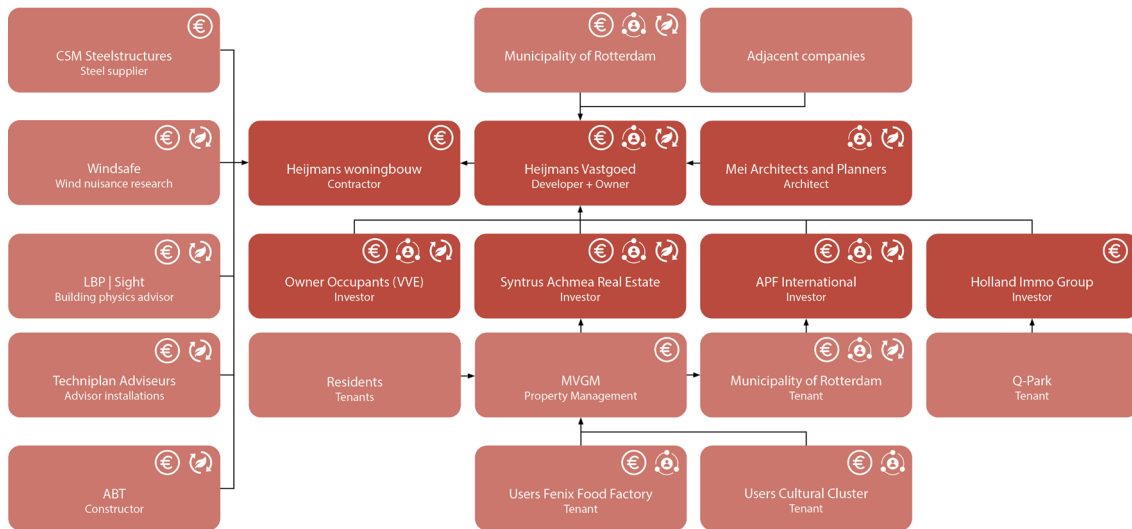 CSM Steelstructures
Steel supplier
Municipality of Rotterdam
Adjacent companies
Windsafe
Wind nuisance research
Heijmans woningbouw
Contractor
Heijmans Vastgoed
Developer + Owner
Mei Architects and Planners
Architect
LBP | Sight
Building physics advisor
Owner Occupants (VVE)
Investor
Syntrus Achmea Real Estate
Investor
APF International
Investor
Holland Immo Group
Investor
Techniplan Adviseurs
Advisor installations
Residents
Tenants
MVGM
Property Management
Municipality of Rotterdam
Tenant
Q-Park
Tenant
ABT
Constructor
Users Fenix Food Factory
Tenant
Users Cultural Cluster
Tenant